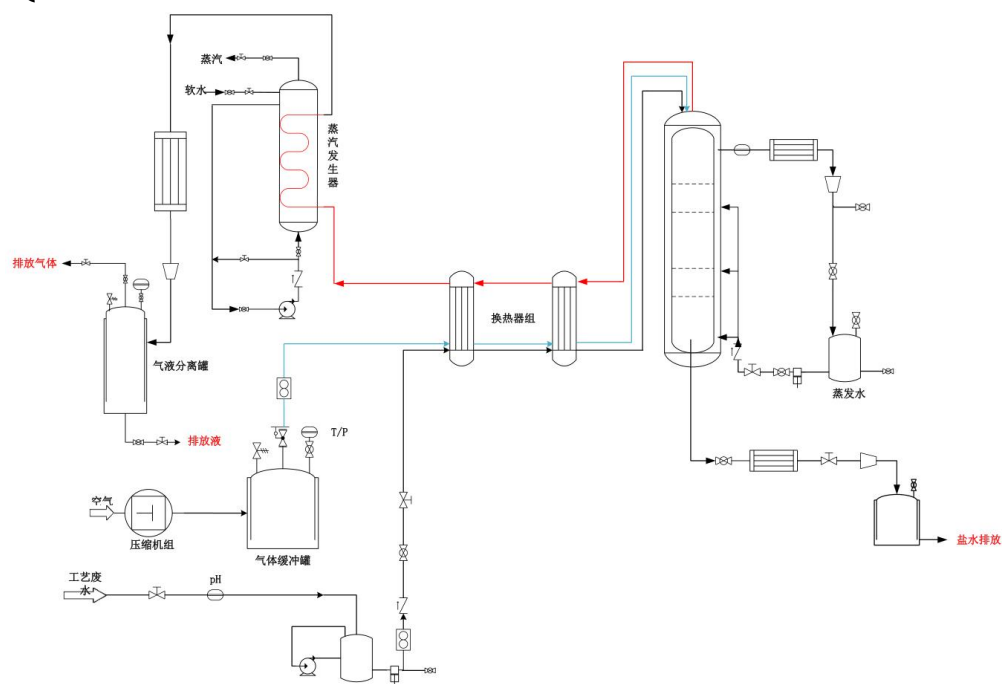 蒸汽
软水
蒸汽发生器
排放气体
换热器组
气液分离罐
蒸发水
T/P
排放液
空气
压缩机组
气体缓冲罐
盐水排放
工艺废
水
pH